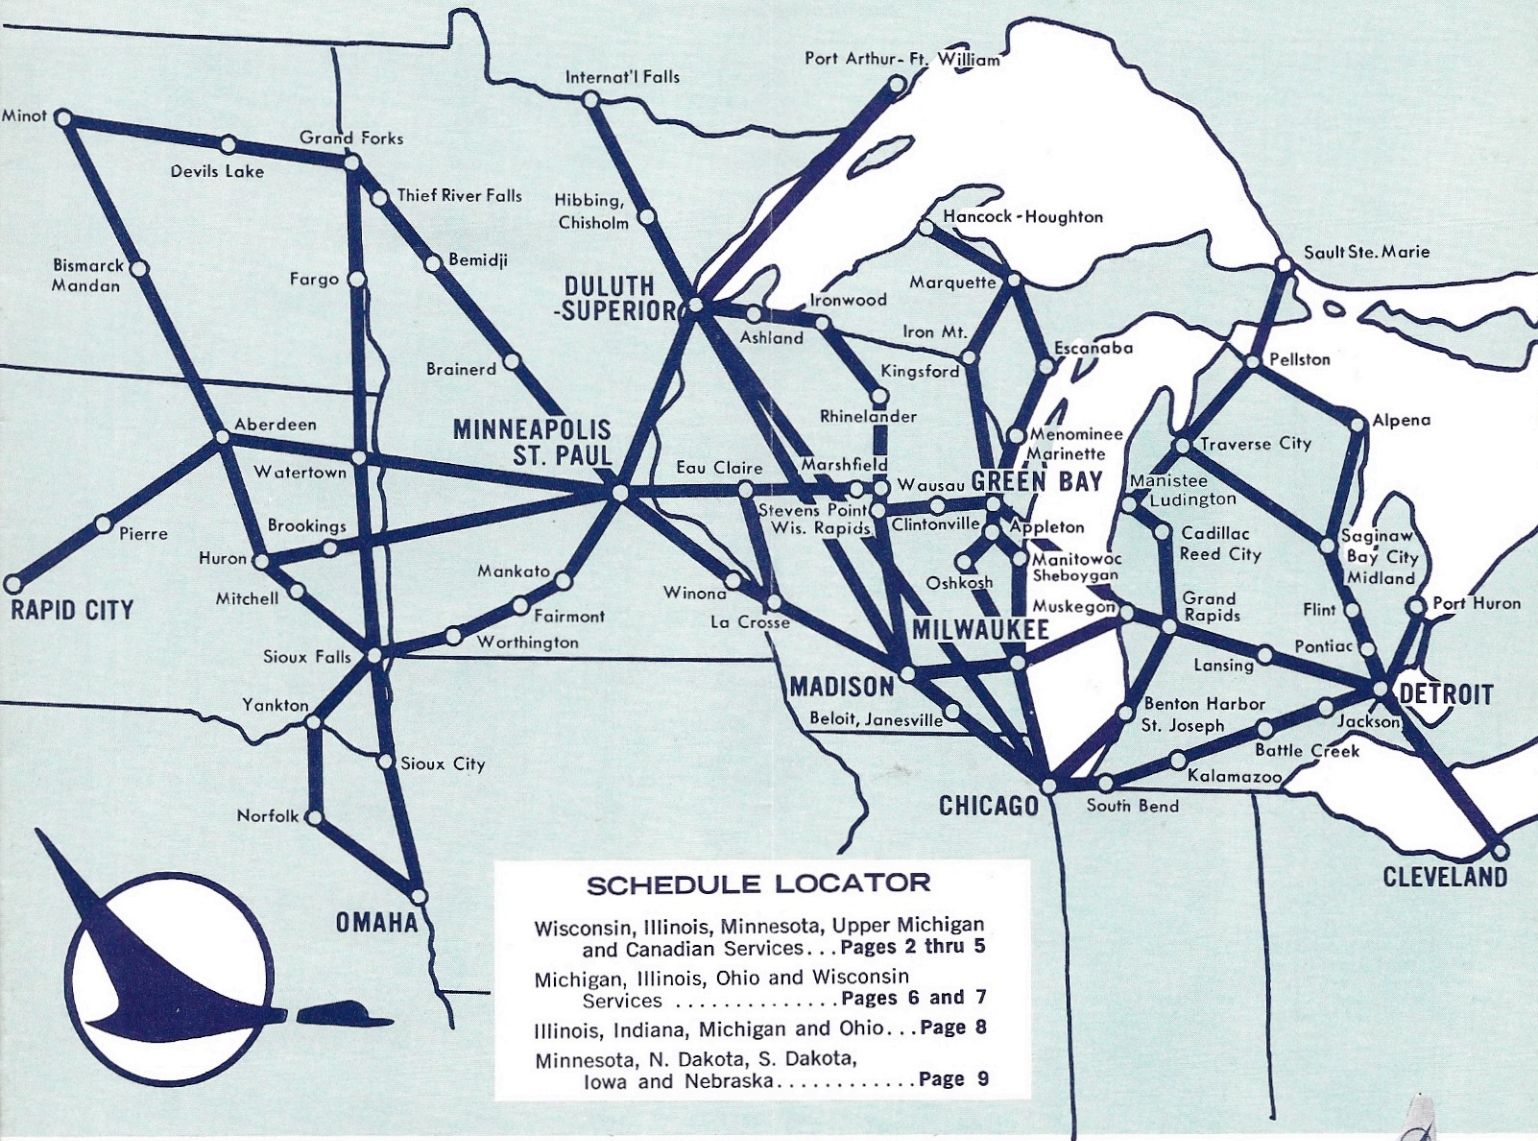 Port Arthur - Ft. William
Internat'l Falls
Minot
Grand Forks
Devils Lake
Thief River Falls
Hibbing,
Chisholm
Hancock - Houghton
Bismarck
Mandan
Fargo
Bemidji
Sault Ste. Marie
DULUTH
-SUPERIOR
Marquette
Ironwood
Ashland
Iron Mt.
Kingsford
Escanaba
Pellston
Brainerd
Rhinelander
Aberdeen
MINNEAPOLIS
ST. PAUL
Menominee
Marinette
Traverse City
Alpena
Watertown
Eau Claire
Marshfield
Wausau
GREEN BAY
Manistee
Ludington
Stevens Point
Wis. Rapids
Clintonville
Appleton
Brookings
Pierre
Huron
Cadillac
Reed City
Saginaw
Bay City
Midland
Manitowoc
Sheboygan
Oshkosh
RAPID CITY
Mitchell
Mankato
Winona
Fairmont
La Crosse
Muskegon
Grand
Rapids
Flint
Port Huron
MILWAUKEE
Sioux Falls
Worthington
Lansing
Pontiac
MADISON
DETROIT
Yankton
Beloit, Janesville
Benton Harbor
St. Joseph
Jackson
Battle Creek
Sioux City
Kalamazoo
South Bend
CHICAGO
Norfolk
OMAHA
CLEVELAND
SCHEDULE LOCATOR
Wisconsin, Illinois, Minnesota, Upper Michigan
and Canadian Services... Pages 2 thru 5
Michigan, Illinois, Ohio and Wisconsin
Services .............. Pages 6 and 7
Illinois, Indiana, Michigan and Ohio... Page 8
Minnesota, N. Dakota, S. Dakota,
Iowa and Nebraska............ Page 9